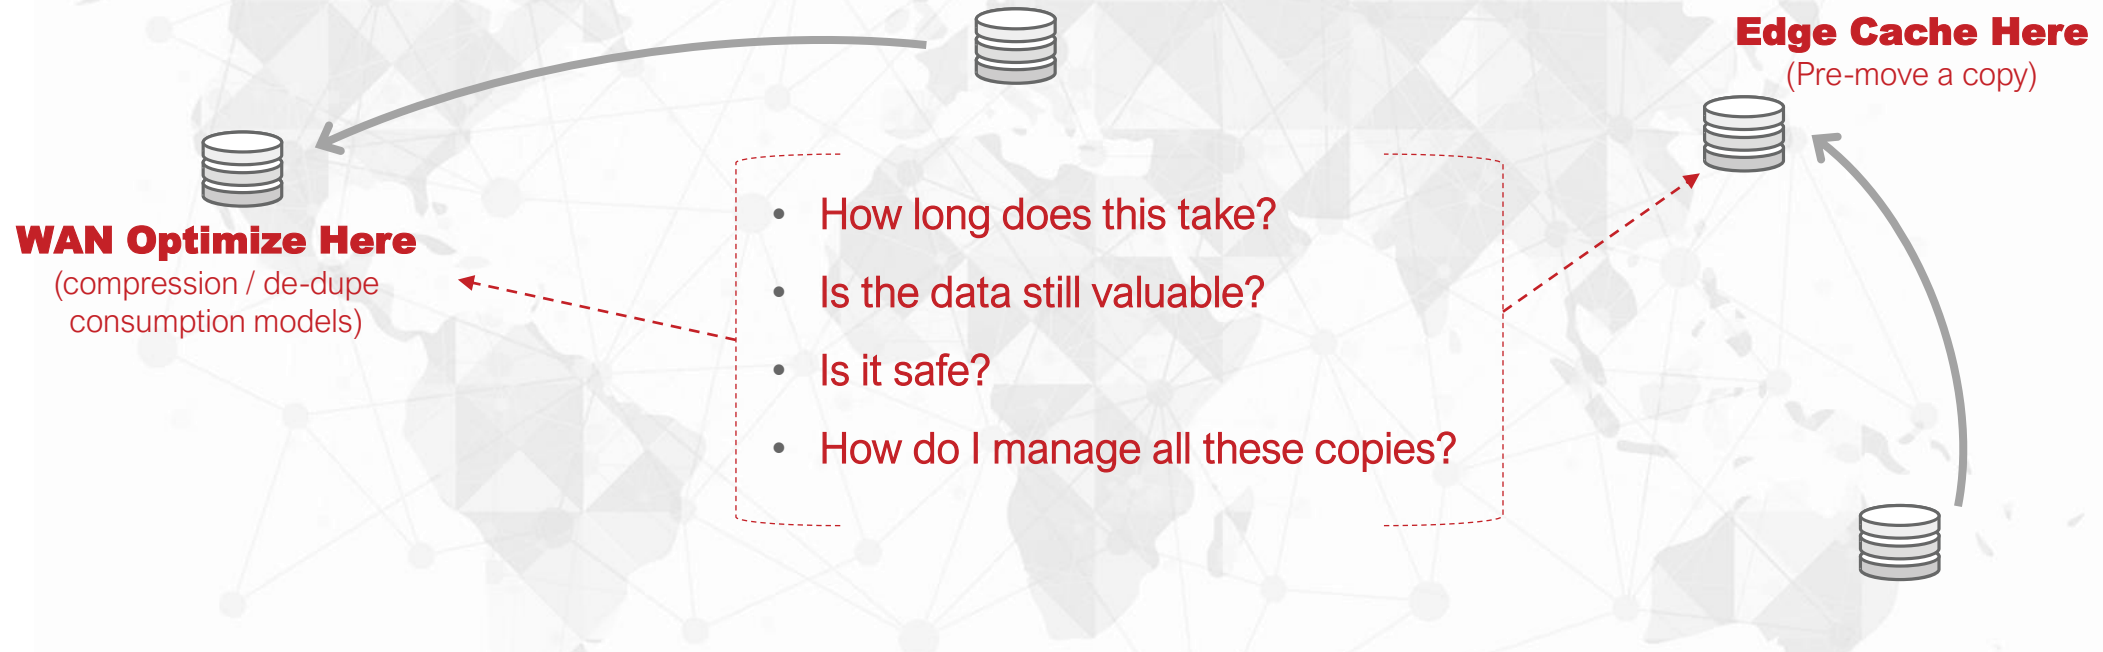 Edge Cache Here
(Pre-move a copy)
WAN Optimize Here
(compression / de-dupe
consumption models)
• How long does this take?
• Is the data still valuable?
• Is it safe?
• How do I manage all these copies?